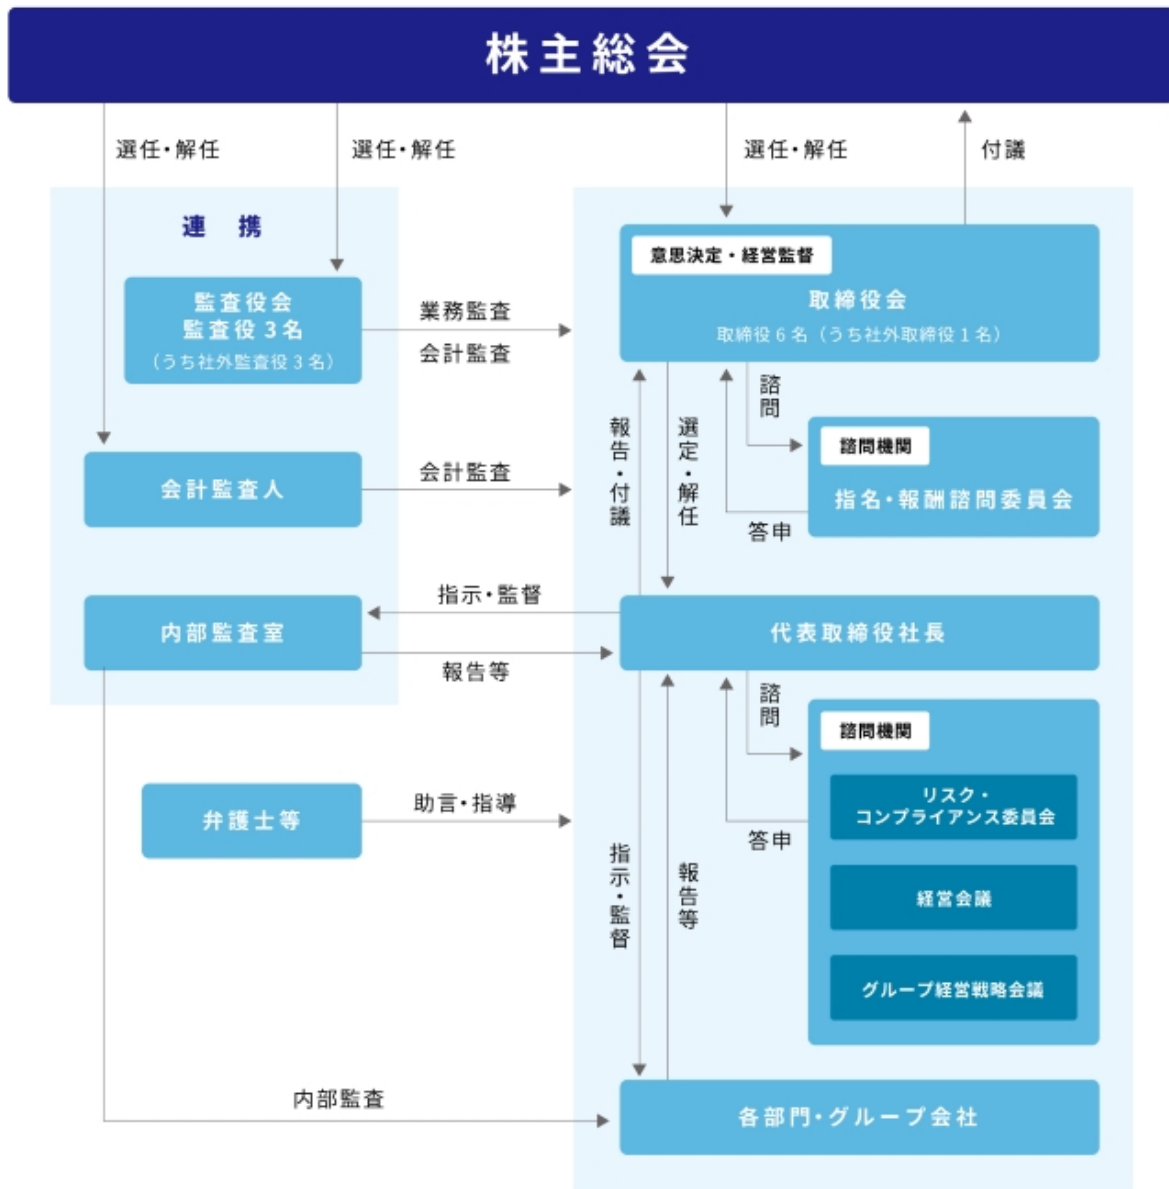 株主総会
選任・解任
選任・解任
選任・解任
付議
連 携
監査役会
監査役3名
（うち社外監査役3名）
業務監査
会計監査
意思決定・経営監督
取締役会
取締役6名（うち社外取締役1名）
会計監査人
会計監査
報告・付議
選定・解任
諮問
諮問機関
指名・報酬諮問委員会
答申
内部監査室
指示・監督
報告等
代表取締役社長
弁護士等
助言・指導
指示・監督
報告等
諮問
答申
諮問機関
リスク・
コンプライアンス委員会
経営会議
グループ経営戦略会議
内部監査
各部門・グループ会社